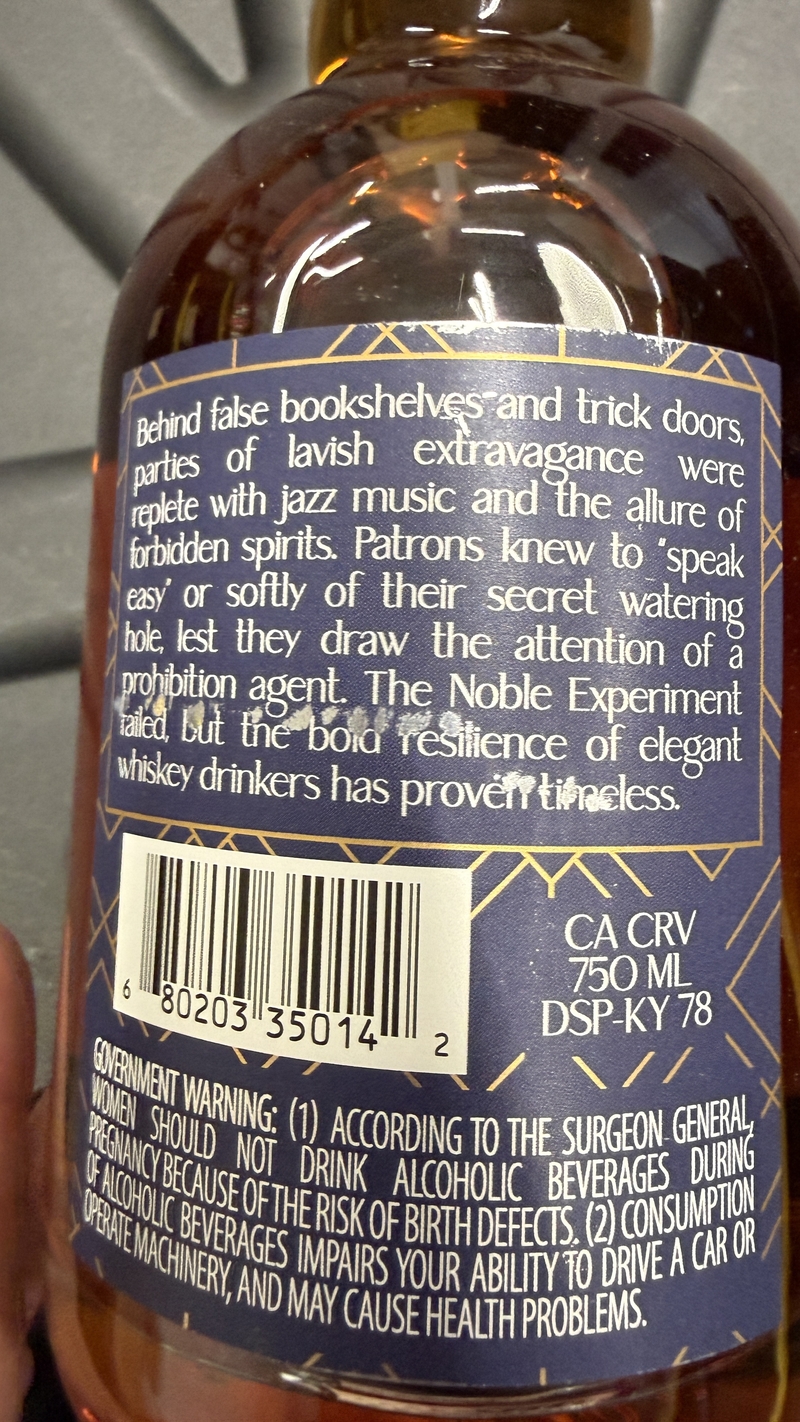 Behind false bookshelves and trick doors,
parties of lavish extravagance were
replete with jazz music and the allure of
forbidden spirits. Patrons knew to "speak
easy" or softly of their secret watering
hole, lest they draw the attention of a
prohibition agent. The Noble Experiment
failed, but the bold resilience of elegant
whiskey drinkers has proven timeless.
6 80203 35014 2
CA CRV
750 ML
DSP-KY 78
GOVERNMENT WARNING: (1) ACCORDING TO THE SURGEON GENERAL,
WOMEN SHOULD NOT DRINK ALCOHOLIC BEVERAGES DURING
PREGNANCY BECAUSE OF THE RISK OF BIRTH DEFECTS. (2) CONSUMPTION
OF ALCOHOLIC BEVERAGES IMPAIRS YOUR ABILITY TO DRIVE A CAR OR
OPERATE MACHINERY, AND MAY CAUSE HEALTH PROBLEMS.